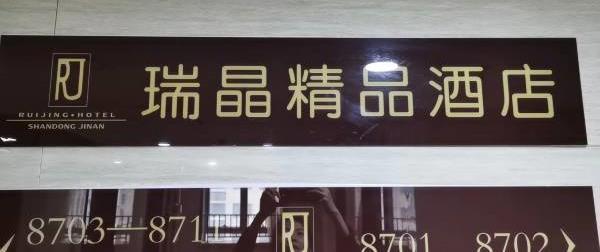 RJ
RUIJING·HOTEL
SHANDONG JINAN
瑞晶精品酒店
8703—8711
RJ
8701 8702